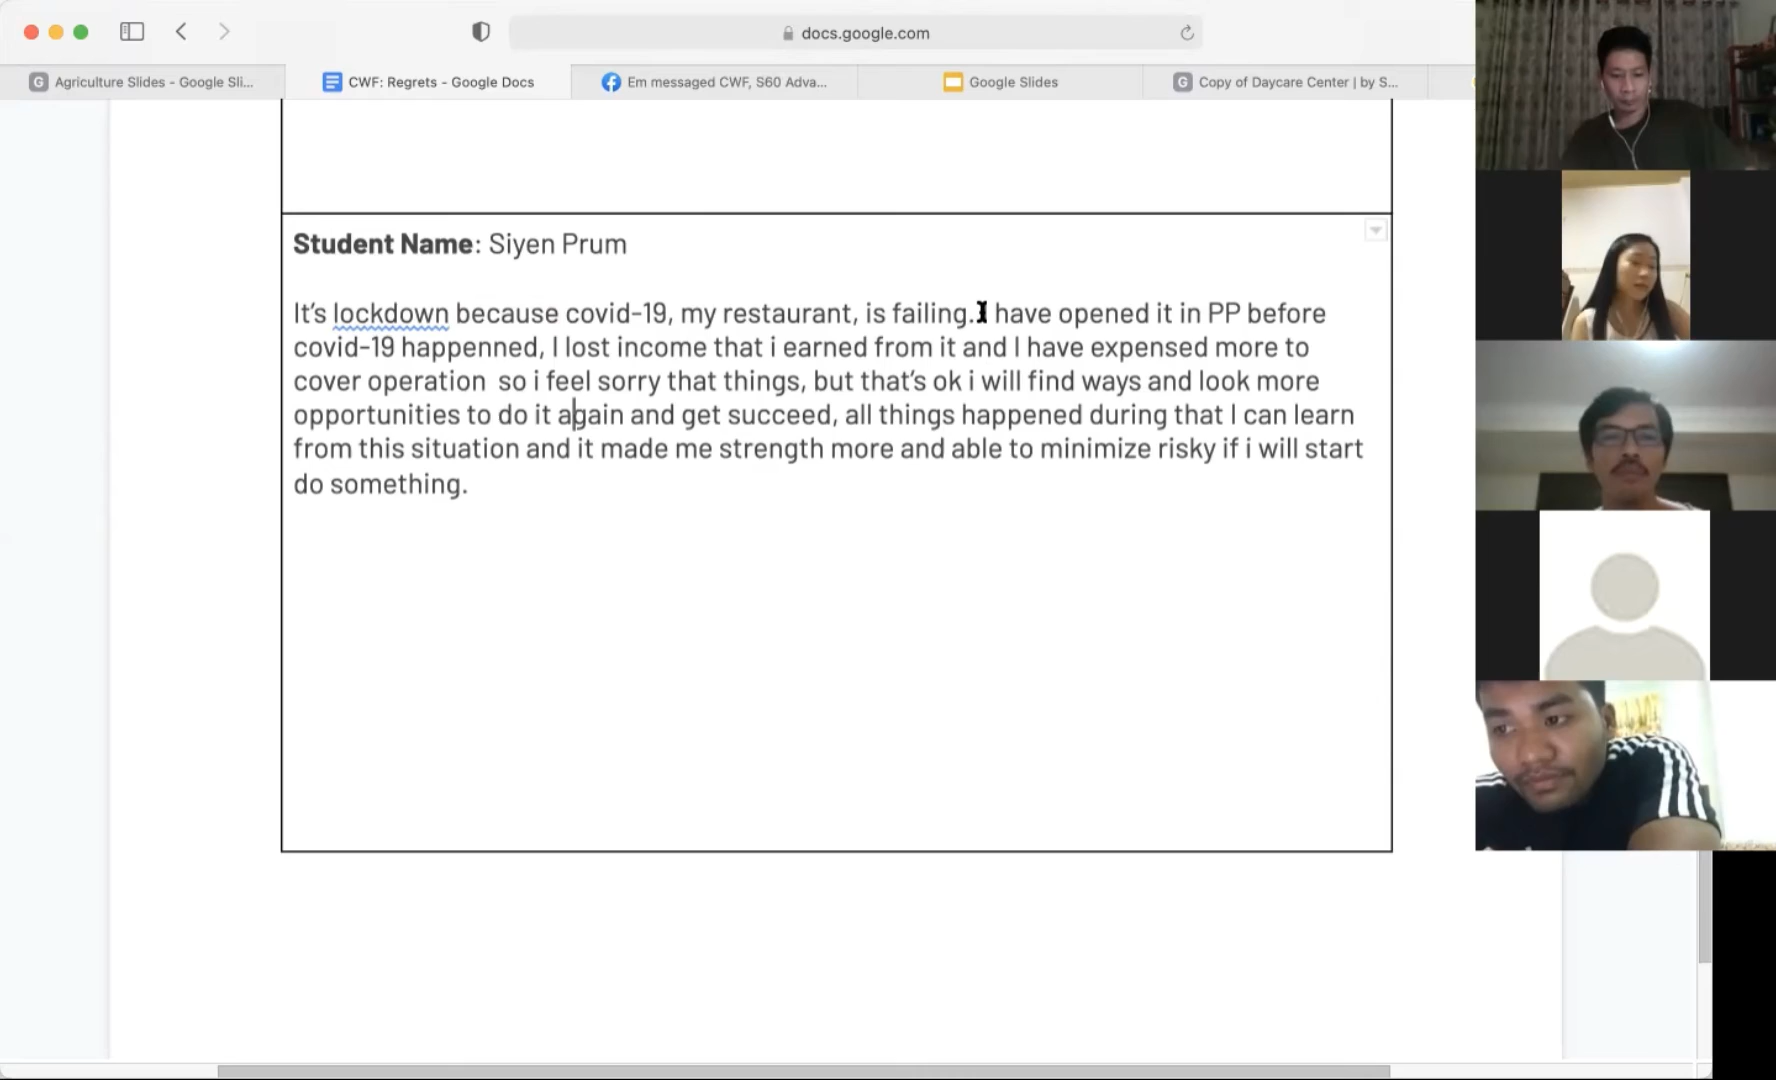 docs.google.com
Agriculture Slides - Google Sli...
CWF: Regrets - Google Docs
Em messaged CWF, S60 Adva...
Google Slides
Copy of Daycare Center | by S...
Student Name: Siyen Prum
It's lockdown because covid-19, my restaurant, is failing. I have opened it in PP before
covid-19 happenned, I lost income that i earned from it and I have expensed more to
cover operation  so i feel sorry that things, but that's ok i will find ways and look more
opportunities to do it again and get succeed, all things happened during that I can learn
from this situation and it made me strength more and able to minimize risky if i will start
do something.